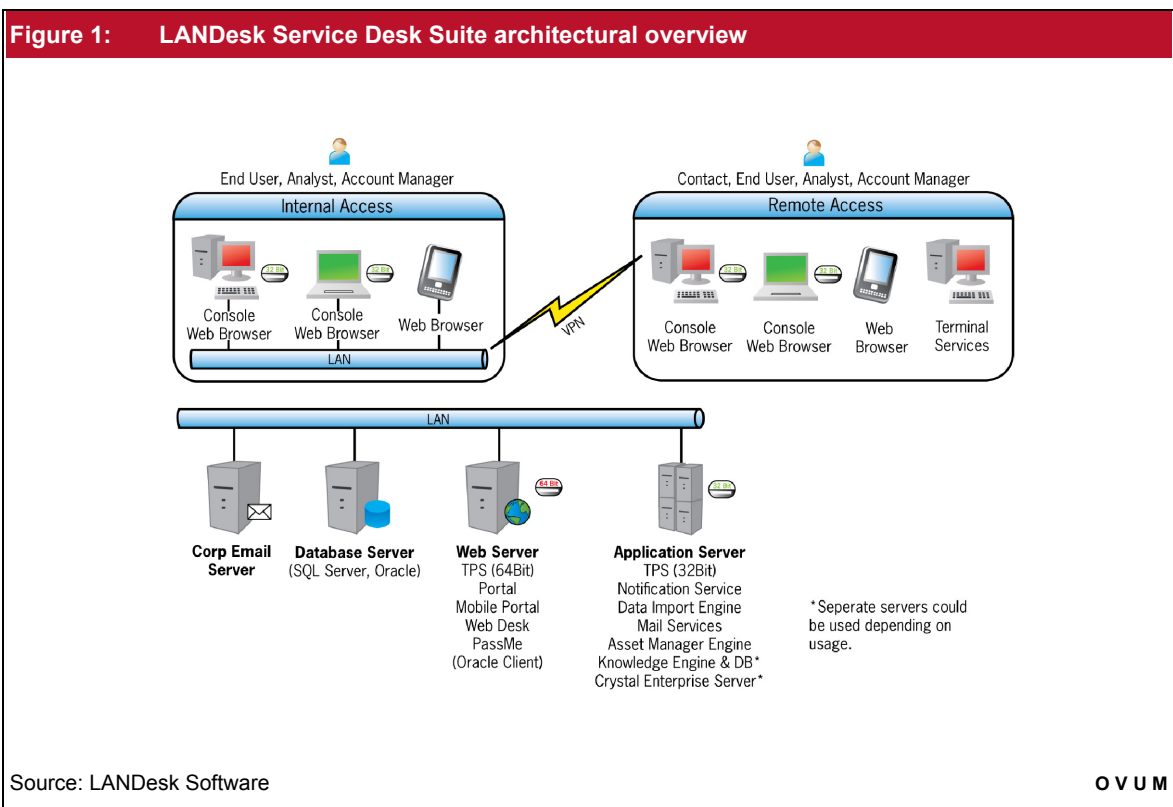 Figure 1: LANDesk Service Desk Suite architectural overview
End User, Analyst, Account Manager
Internal Access
32 Bit
32 Bit
Console
Web Browser
Console
Web Browser
Web Browser
LAN
VPN
Contact, End User, Analyst, Account Manager
Remote Access
32 Bit
32 Bit
Console
Web Browser
Console
Web Browser
Web
Browser
Terminal
Services
LAN
64 Bit
32 Bit
Corp Email
Server
Database Server
(SQL Server, Oracle)
Web Server
TPS (64Bit)
Portal
Mobile Portal
Web Desk
PassMe
(Oracle Client)
Application Server
TPS (32Bit)
Notification Service
Data Import Engine
Mail Services
Asset Manager Engine
Knowledge Engine & DB*
Crystal Enterprise Server*
*Seperate servers could
be used depending on
usage.
Source: LANDesk Software
OVUM